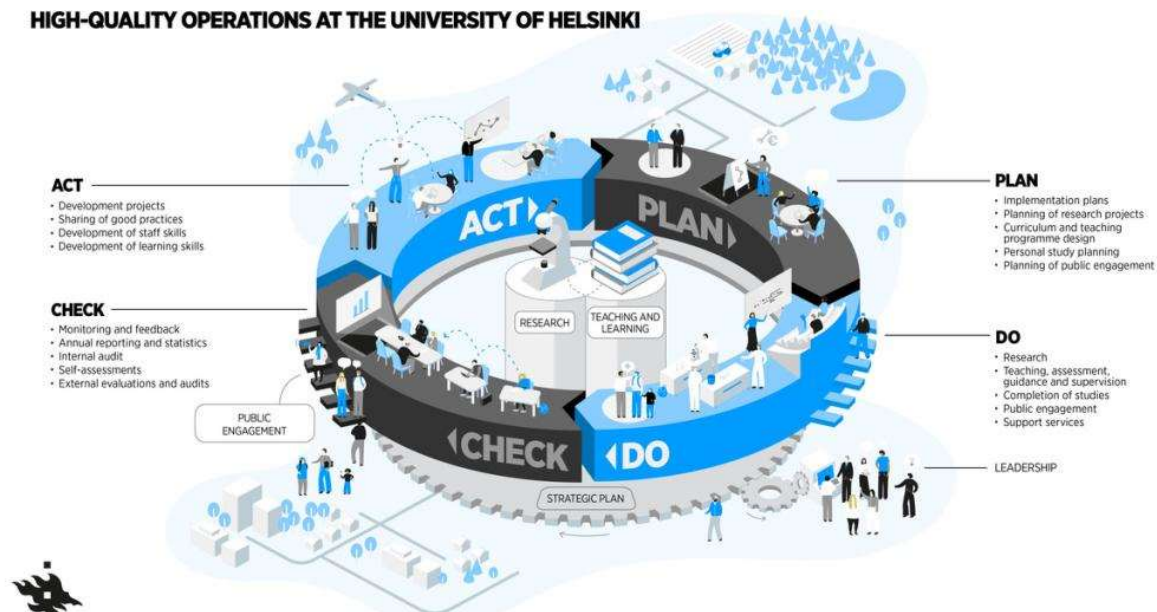 HIGH-QUALITY OPERATIONS AT THE UNIVERSITY OF HELSINKI
ACT
• Development projects
• Sharing of good practices
• Development of staff skills
• Development of learning skills
CHECK
• Monitoring and feedback
• Annual reporting and statistics
• Internal audit
• Self-assessments
• External evaluations and audits
PUBLIC
ENGAGEMENT
ACT
PLAN
RESEARCH
TEACHING AND
LEARNING
CHECK
DO
STRATEGIC PLAN
PLAN
• Implementation plans
• Planning of research projects
• Curriculum and teaching
programme design
• Personal study planning
• Planning of public engagement
DO
• Research
• Teaching, assessment,
guidance and supervision
• Completion of studies
• Public engagement
• Support services
LEADERSHIP